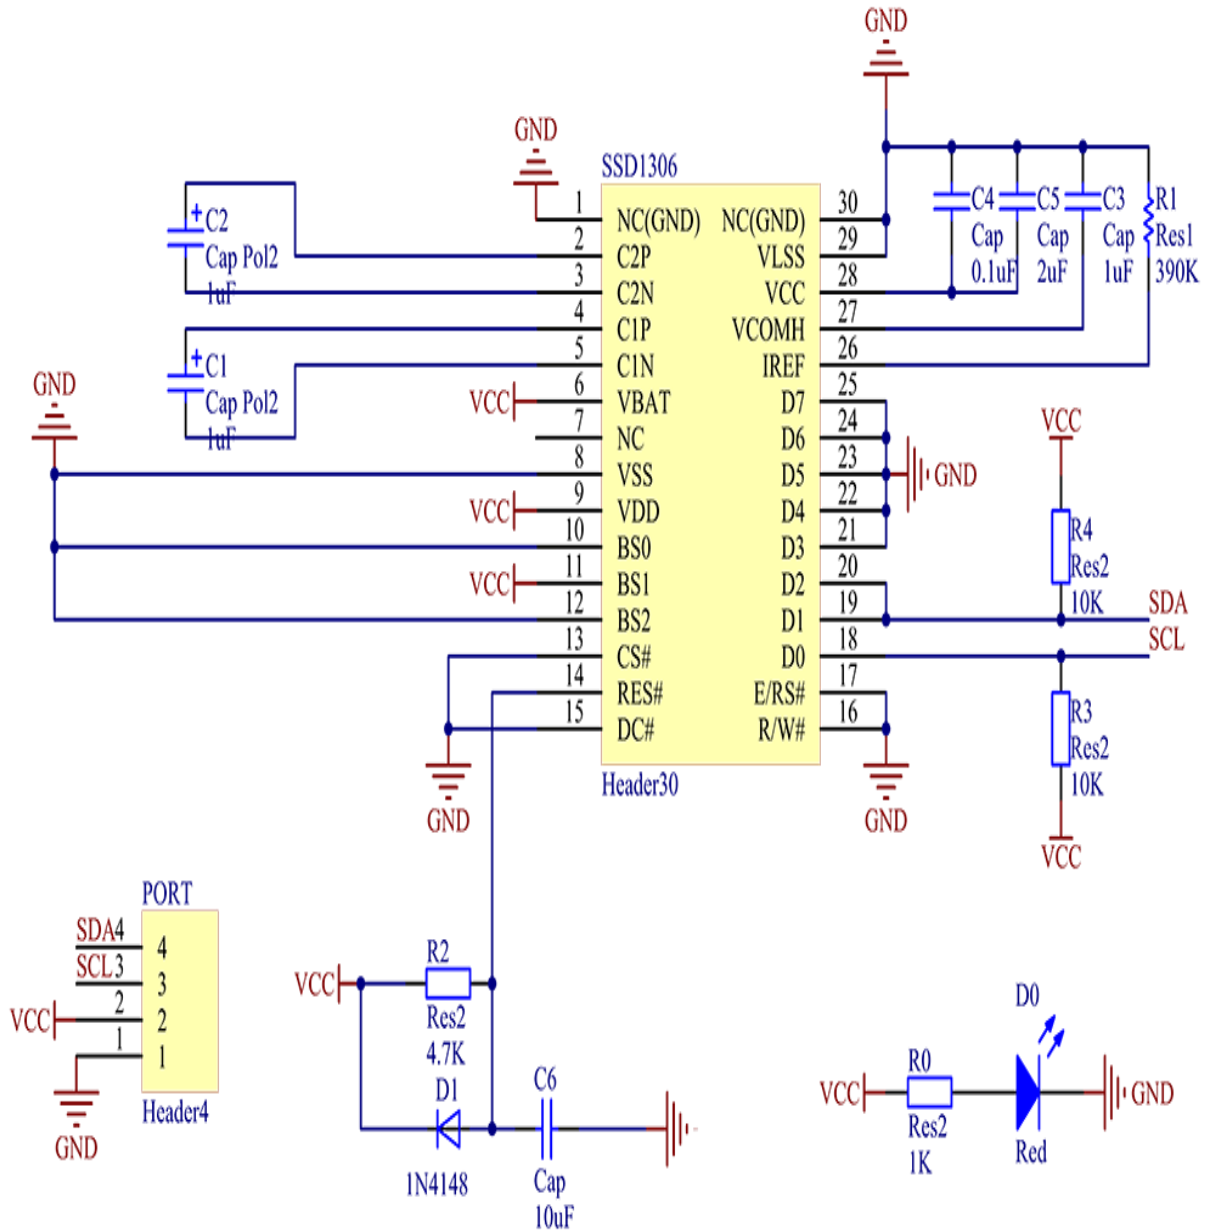 GND
GND
SSD1306
1 NC(GND) NC(GND) 30
2 C2P VLSS 29
3 C2N VCC 28
4 C1P VCOMH 27
5 C1N IREF 26
VCC 6 VBAT D7 25
7 NC D6 24
8 VSS D5 23
VCC 9 VDD D4 22
10 BS0 D3 21
VCC 11 BS1 D2 20
12 BS2 D1 19
13 CS# D0 18
14 RES# E/RS# 17
15 DC# R/W# 16
Header30
+ C2
Cap Pol2
1uF
+ C1
Cap Pol2
1uF
GND
C4
Cap
0.1uF
C5
Cap
2uF
C3
Cap
1uF
R1
Res1
390K
GND
VCC
R4
Res2
10K
SDA
SCL
R3
Res2
10K
VCC
GND
GND
PORT
SDA 4 4
SCL 3 3
VCC 2 2
1 1
Header4
GND
VCC
R2
Res2
4.7K
D1
1N4148
C6
Cap
10uF
VCC
R0
Res2
1K
D0
Red
GND